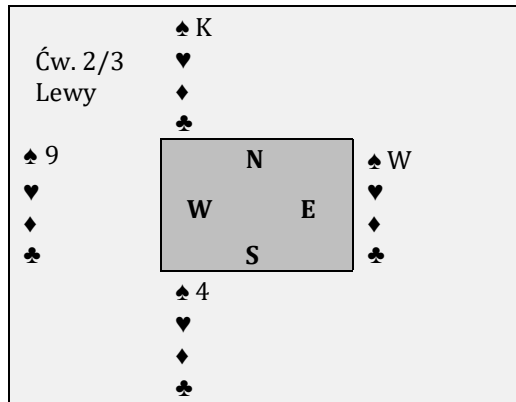 Ćw. 2/3
Lewy
♠ K
♥
♦
♣
♠ 9
♥
♦
♣
N
W E
S
♠ W
♥
♦
♣
♠ 4
♥
♦
♣